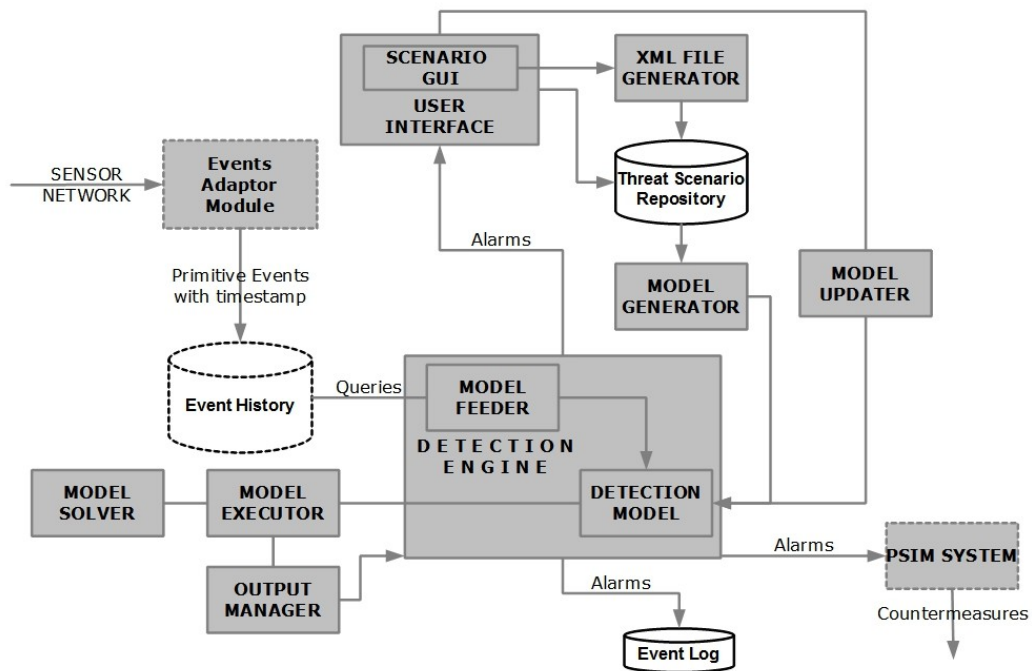 SCENARIO
GUI
USER
INTERFACE
XML FILE
GENERATOR
Events
Adaptor
Module
SENSOR
NETWORK
Threat Scenario
Repository
Alarms
Primitive Events
with timestamp
MODEL
GENERATOR
MODEL
UPDATER
Event History
Queries
MODEL
FEEDER
DETECTION
ENGINE
MODEL
SOLVER
MODEL
EXECUTOR
DETECTION
MODEL
OUTPUT
MANAGER
Alarms
PSIM SYSTEM
Alarms
Countermeasures
Event Log